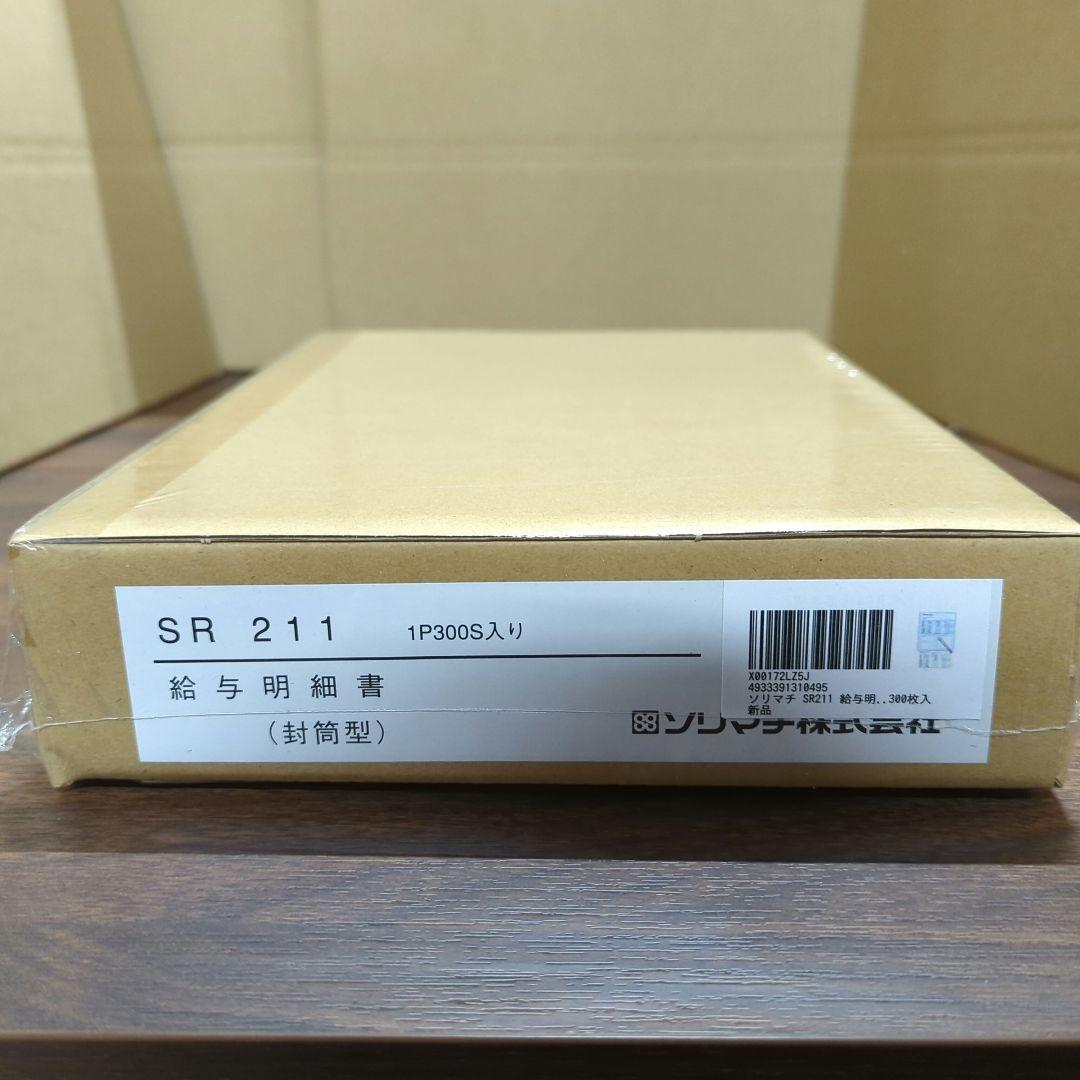 SR 211 1P300S入り
給与明細書
(封筒型)
X00172LZ5J
4933391310495
ソリマチ SR211 給与明..300枚入
新品
ソリマチ株式会社